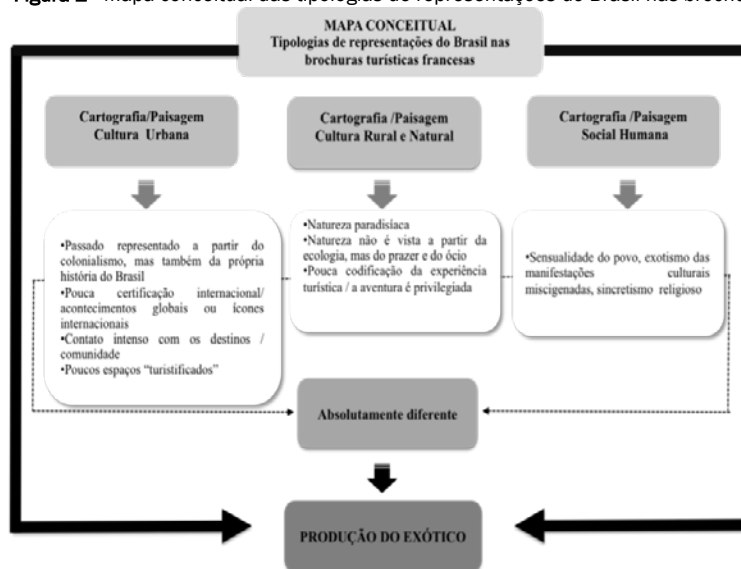 Figura 2 - Mapa conceitual das tipologias de representações do Brasil nas
MAPA CONCEITUAL
Tipologias de representações do Brasil nas
brochuras turísticas francesas
Cartografia/Paisagem
Cultura Urbana
Cartografia /Paisagem
Cultura Rural e Natural
Cartografia /Paisagem
Social Humana
•Passado representado a partir do
colonialismo, mas também da própria
história do Brasil
•Pouca certificação internacional/
acontecimentos globais ou ícones
internacionais
•Contato intenso com os destinos /
comunidade
•Poucos espaços “turistificados”
•Natureza paradisíaca
•Natureza não é vista a partir da
ecologia, mas do prazer e do ócio
•Pouca codificação da experiência
turística / a aventura é privilegiada
•Sensualidade do povo, exotismo das
manifestações culturais
miscigenadas, sincretismo religioso
Absolutamente diferente
PRODUÇÃO DO EXÓTICO